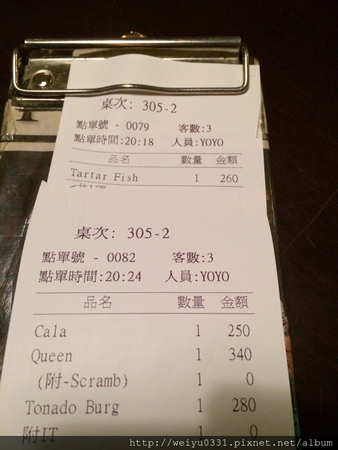 桌次: 305-2
點單號 - 0079 客數:3
點單時間:20:18 人員:YOYO
品名 數量 金額
Tartar Fish 1 260
桌次: 305-2
點單號 - 0082 客數:3
點單時間:20:24 人員:YOYO
品名 數量 金額
Cala 1 250
Queen 1 340
(附-Scramb) 1 0
Tonado Burg 1 280
附IT 1 0
http://weiyu0331.pixnet.net/album